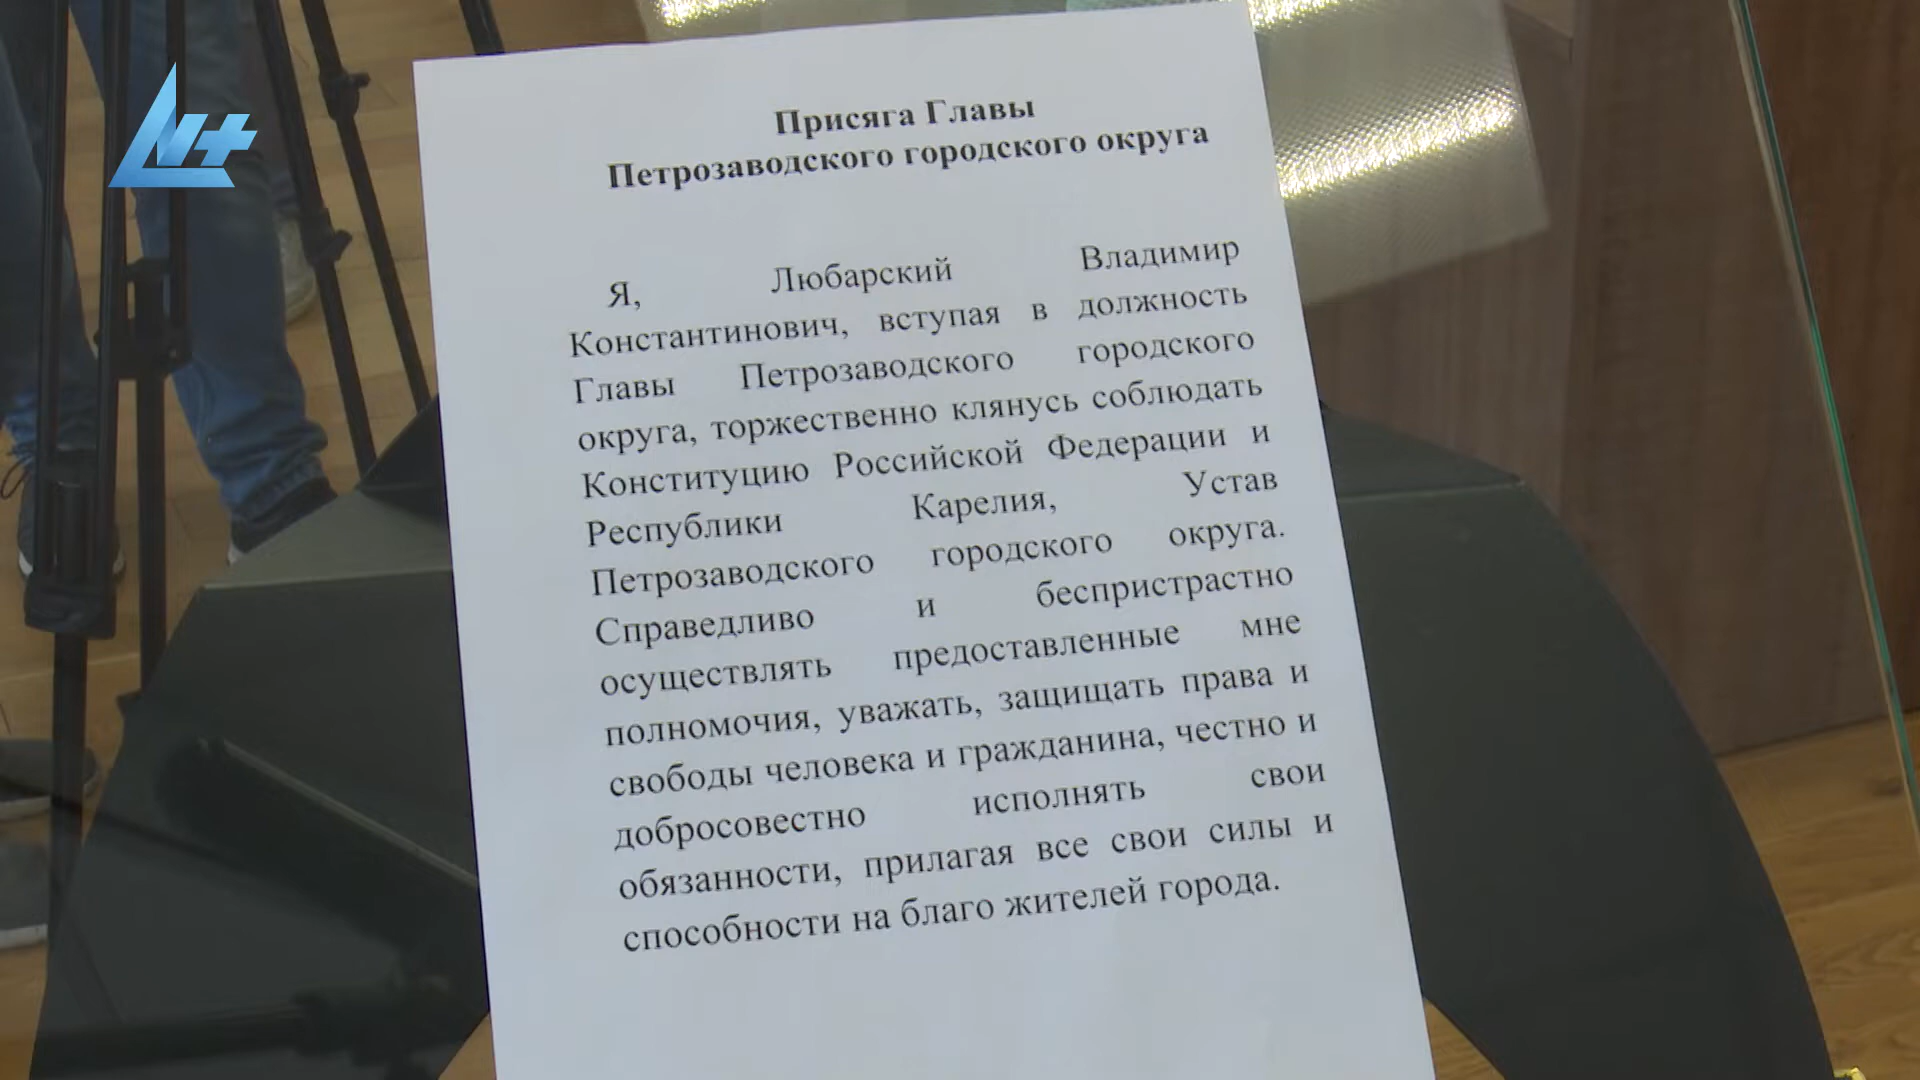 Присяга Главы
Петрозаводского городского округа
Я, Любарский Владимир
Константинович, вступая в должность
Главы Петрозаводского городского
округа, торжественно клянусь соблюдать
Конституцию Российской Федерации и
Республики Карелия, Устав
Петрозаводского городского округа.
Справедливо и беспристрастно
осуществлять предоставленные мне
полномочия, уважать, защищать права и
свободы человека и гражданина, честно и
добросовестно исполнять свои
обязанности, прилагая все свои силы и
способности на благо жителей города.